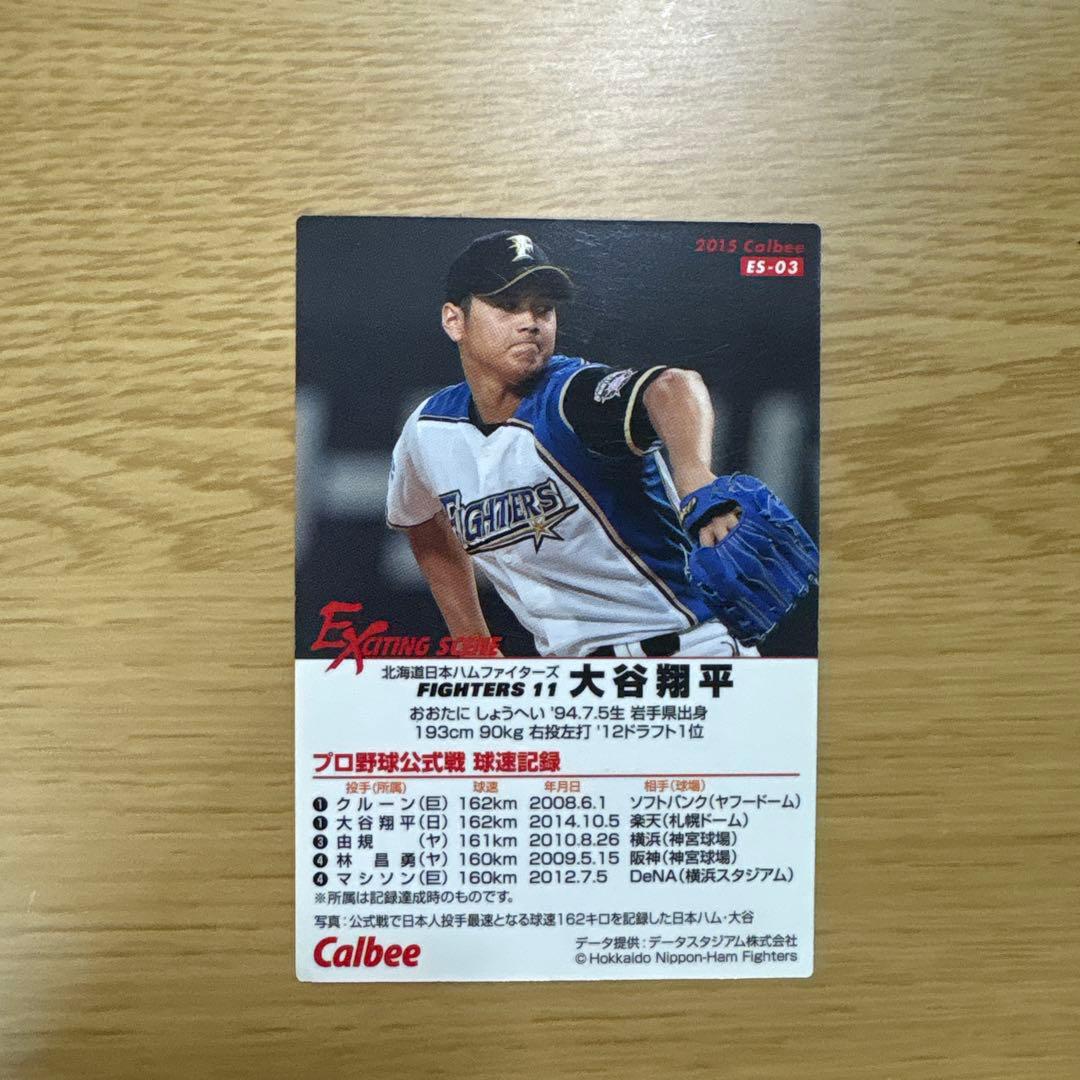 2015 Calbee
ES-03
F
FIGHTERS
EXCITING SCENE
北海道日本ハムファイターズ
FIGHTERS 11 大谷翔平
おおたに しょうへい '94.7.5生 岩手県出身
193cm 90kg 右投左打 '12ドラフト1位
プロ野球公式戦 球速記録
投手(所属) 球速 年月日 相手(球場)
❶ クルーン(巨) 162km 2008.6.1 ソフトバンク(ヤフードーム)
❶ 大谷翔平(日) 162km 2014.10.5 楽天(札幌ドーム)
❸ 由規 (ヤ) 161km 2010.8.26 横浜(神宮球場)
❹ 林 昌勇(ヤ) 160km 2009.5.15 阪神(神宮球場)
❹ マシソン(巨) 160km 2012.7.5 DeNA(横浜スタジアム)
※所属は記録達成時のものです。
写真:公式戦で日本人投手最速となる球速162キロを記録した日本ハム・大谷
Calbee
データ提供:データスタジアム株式会社
© Hokkaido Nippon-Ham Fighters